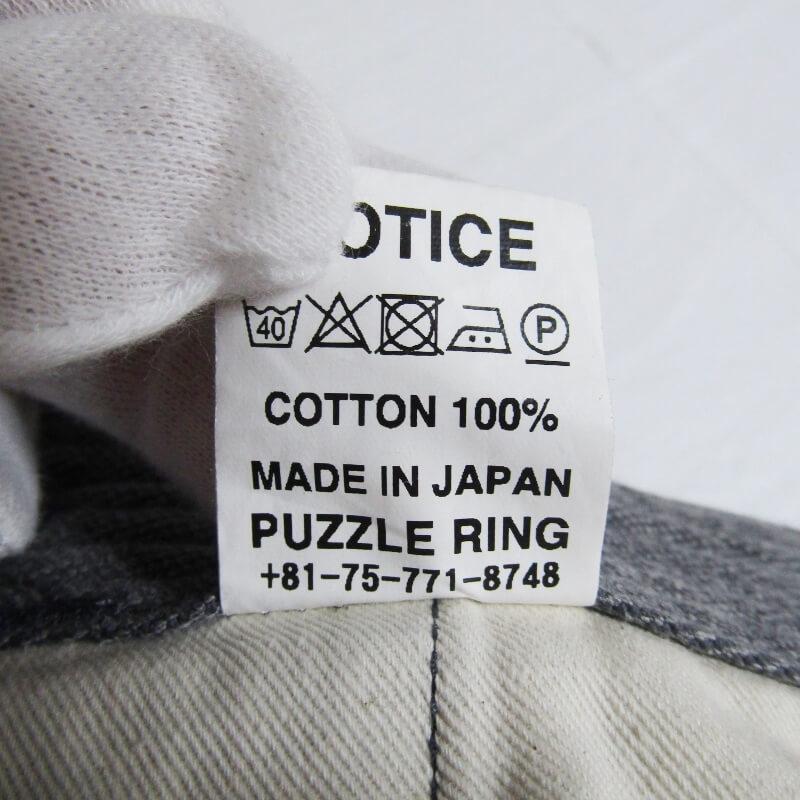 OTICE
40 P
COTTON 100%
MADE IN JAPAN
PUZZLE RING
+81-75-771-8748